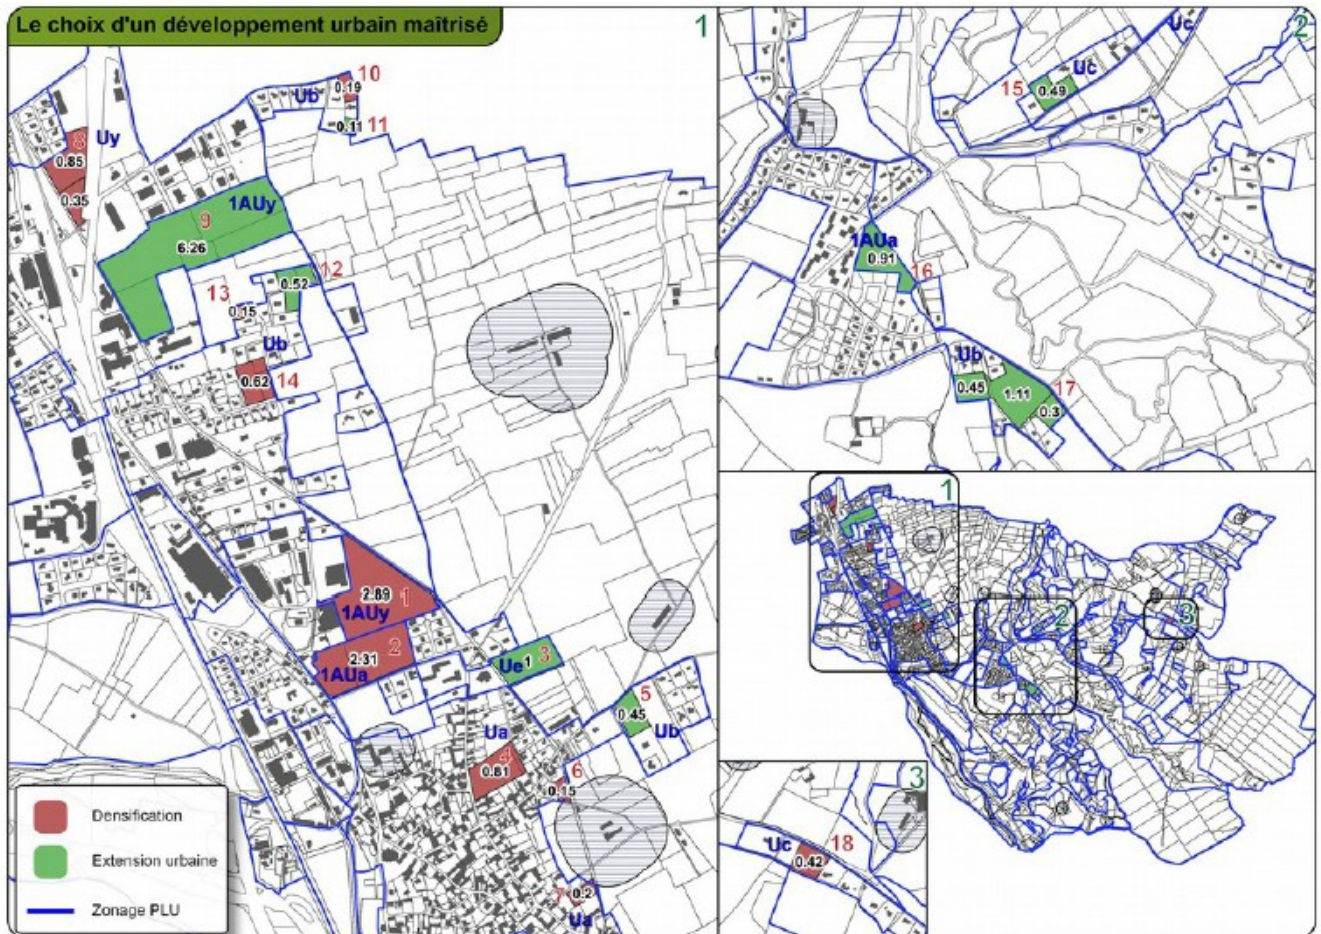 Le choix d'un développement urbain maîtrisé
1
10
0.19
Ub
0.11
11
Uy
8
0.85
0.35
1AUy
9
6.26
12
0.52
13
0.15
Ub
0.62
14
2.89
1
1AUy
2
2.31
1AUa
Ue
1
3
5
0.45
Ub
Ua
4
0.81
6
0.15
7
0.2
Ua
Densification
Extension urbaine
Zonage PLU
2
Uc
Uc
15
0.49
1AUa
0.91
16
Ub
0.45
1.11
17
0.3
1
2
3
3
Uc
18
0.42